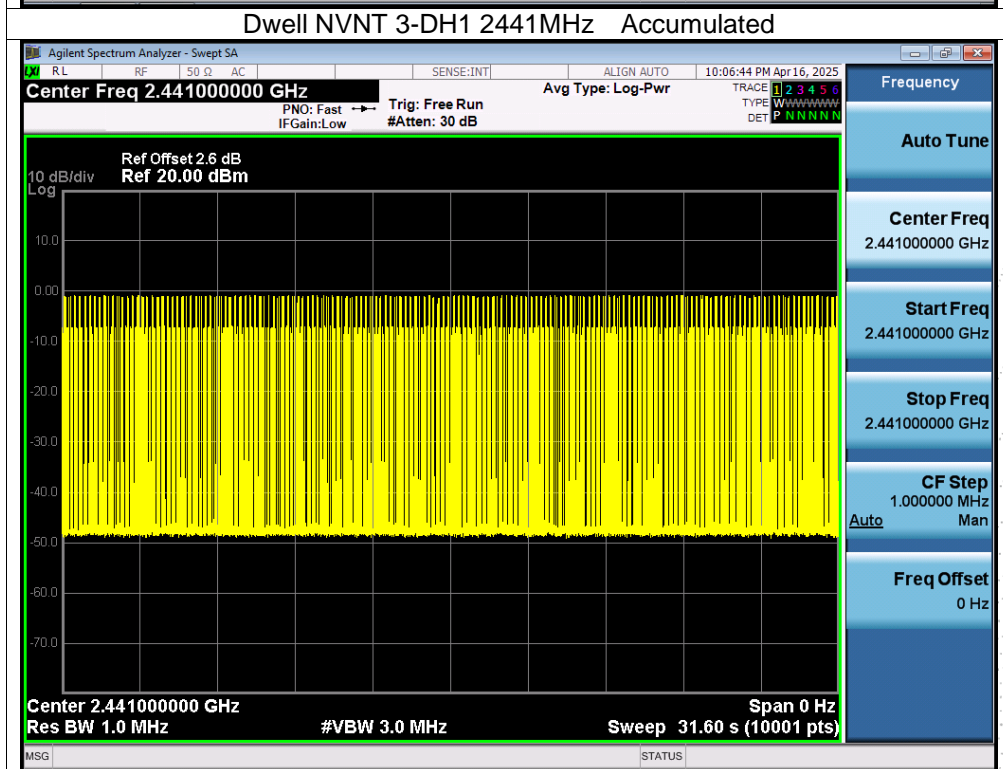 Dwell NVNT 3-DH1 2441MHz Accumulated
Agilent Spectrum Analyzer - Swept SA
LXI RL RF 50 Ω AC SENSE:INT ALIGN AUTO 10:06:44 PM Apr 16, 2025
Center Freq 2.441000000 GHz
PNO: Fast
IFGain:Low
Trig: Free Run
#Atten: 30 dB
Avg Type: Log-Pwr
TRACE 1 2 3 4 5 6
TYPE WWWWWWW
DET P N N N N N
Ref Offset 2.6 dB
10 dB/div Ref 20.00 dBm
Log
10.0
0.00
-10.0
-20.0
-30.0
-40.0
-50.0
-60.0
-70.0
Center 2.441000000 GHz Span 0 Hz
Res BW 1.0 MHz #VBW 3.0 MHz Sweep 31.60 s (10001 pts)
MSG STATUS
Frequency
Auto Tune
Center Freq
2.441000000 GHz
Start Freq
2.441000000 GHz
Stop Freq
2.441000000 GHz
CF Step
1.000000 MHz
Auto Man
Freq Offset
0 Hz